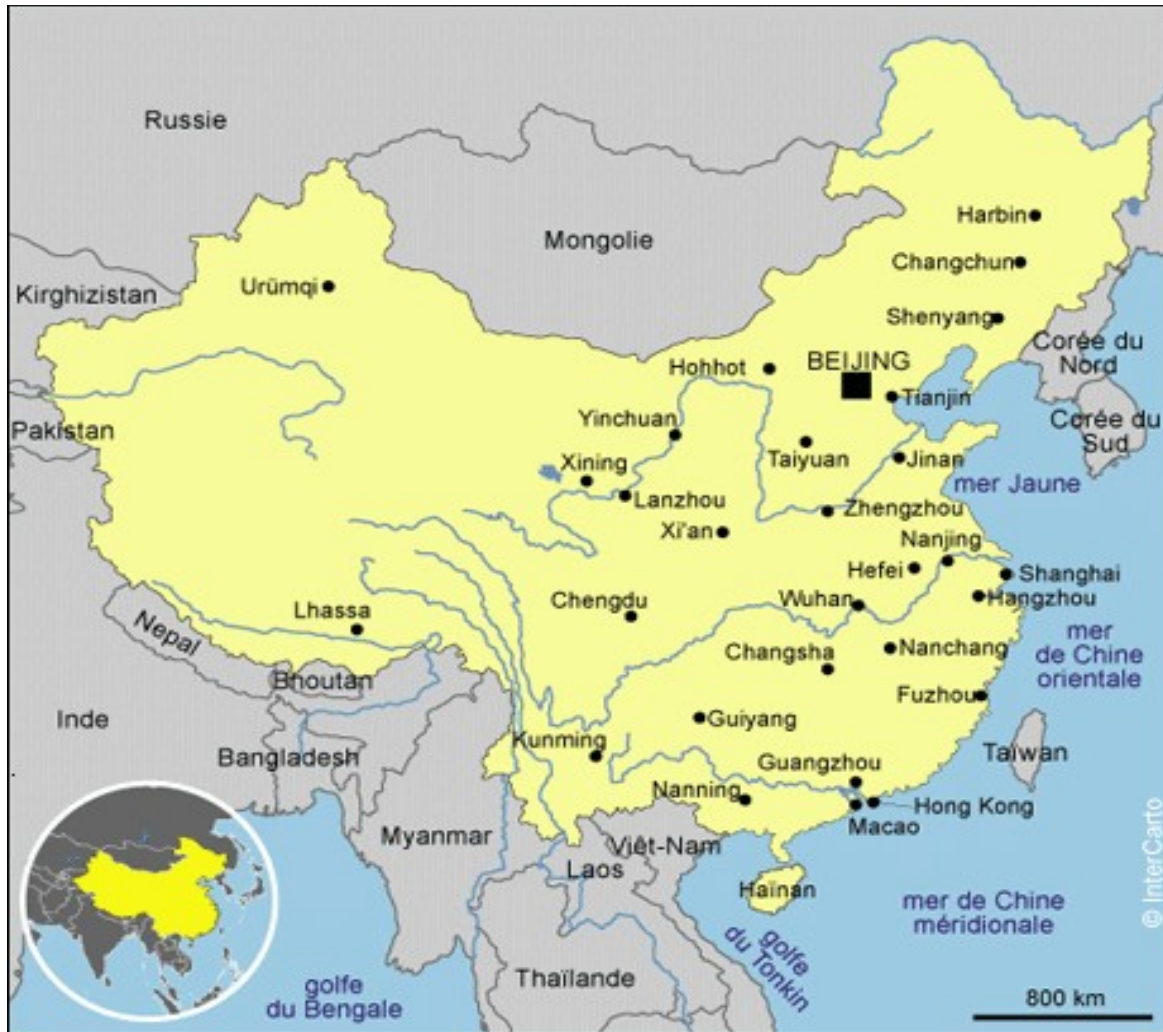 Russie
Mongolie
Harbin
Changchun
Urümqi
Kirghizistan
Shenyang
Corée du
Nord
Hohhot
BEIJING
Tianjin
Pakistan
Yinchuan
Corée du
Sud
Taiyuan
Jinan
Xining
mer Jaune
Lanzhou
Zhengzhou
Xi'an
Nanjing
Hefei
Shanghai
Hangzhou
Wuhan
Chengdu
Lhassa
Nepal
mer
de Chine
orientale
Changsha
Nanchang
Bhoutan
Fuzhou
Inde
Guiyang
Kunming
Bangladesh
Taïwan
Guangzhou
Nanning
Hong Kong
Macao
Myanmar
Viêt-Nam
Laos
Haïnan
mer de Chine
méridionale
golfe
du Tonkin
Thaïlande
golfe
du Bengale
800 km
© InterCarto